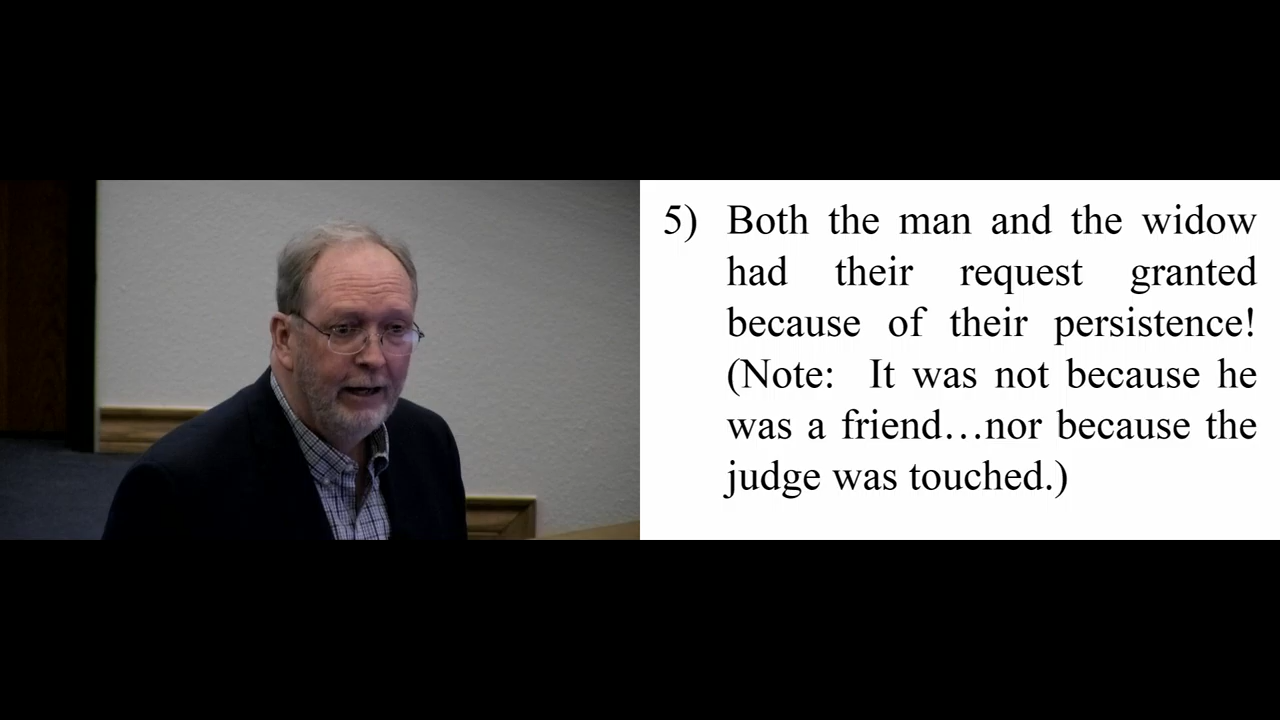 5) Both the man and the widow
had their request granted
because of their persistence!
(Note: It was not because he
was a friend…nor because the
judge was touched.)